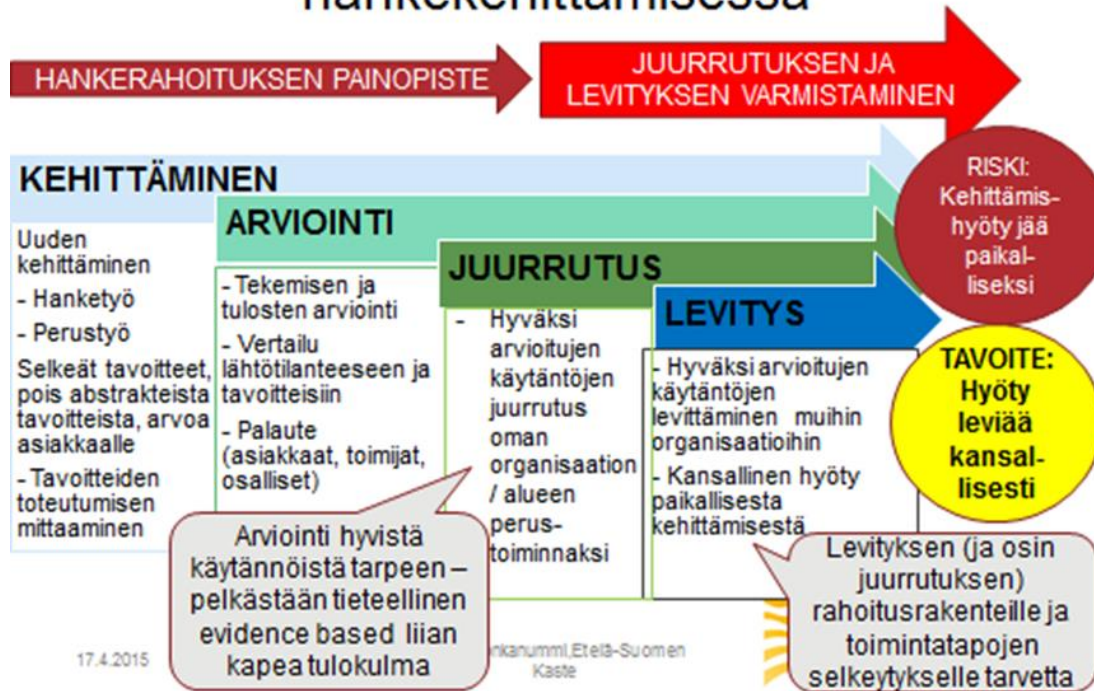 hankekehittämisessä
HANKERAHOITUKSEN PAINOPISTE
JUURRUTUKSEN JA
LEVITYKSEN VARMISTAMINEN
KEHITTÄMINEN
Uuden
kehittäminen
- Hanketyö
- Perustyö
Selkeät tavoitteet,
pois abstrakteista
tavoitteista, arvoa
asiakkaalle
- Tavoitteiden
toteutumisen
mittaaminen
ARVIOINTI
- Tekemisen ja
tulosten arviointi
- Vertailu
lähtötilanteeseen ja
tavoitteisiin
- Palaute
(asiakkaat, toimijat,
osalliset)
JUURRUTUS
- Hyväksi
arvioitujen
käytäntöjen
juurrutus
oman
organisaation
/ alueen
perus-
toiminnaksi
LEVITYS
- Hyväksi arvioitujen
käytäntöjen
levittäminen muihin
organisaatioihin
- Kansallinen hyöty
paikallisesta
kehittämisestä
RISKI:
Kehittämis-
hyöty jää
paikal-
liseksi
TAVOITE:
Hyöty
leviää
kansal-
lisesti
Arviointi hyvistä
käytännöistä tarpeen –
pelkästään tieteellinen
evidence based liian
kapea tulokulma
Levityksen (ja osin
juurrutuksen)
rahoitusrakenteille ja
toimintatapojen
selkeytykselle tarvetta
17.4.2015
Etelä-Suomen
Kaste